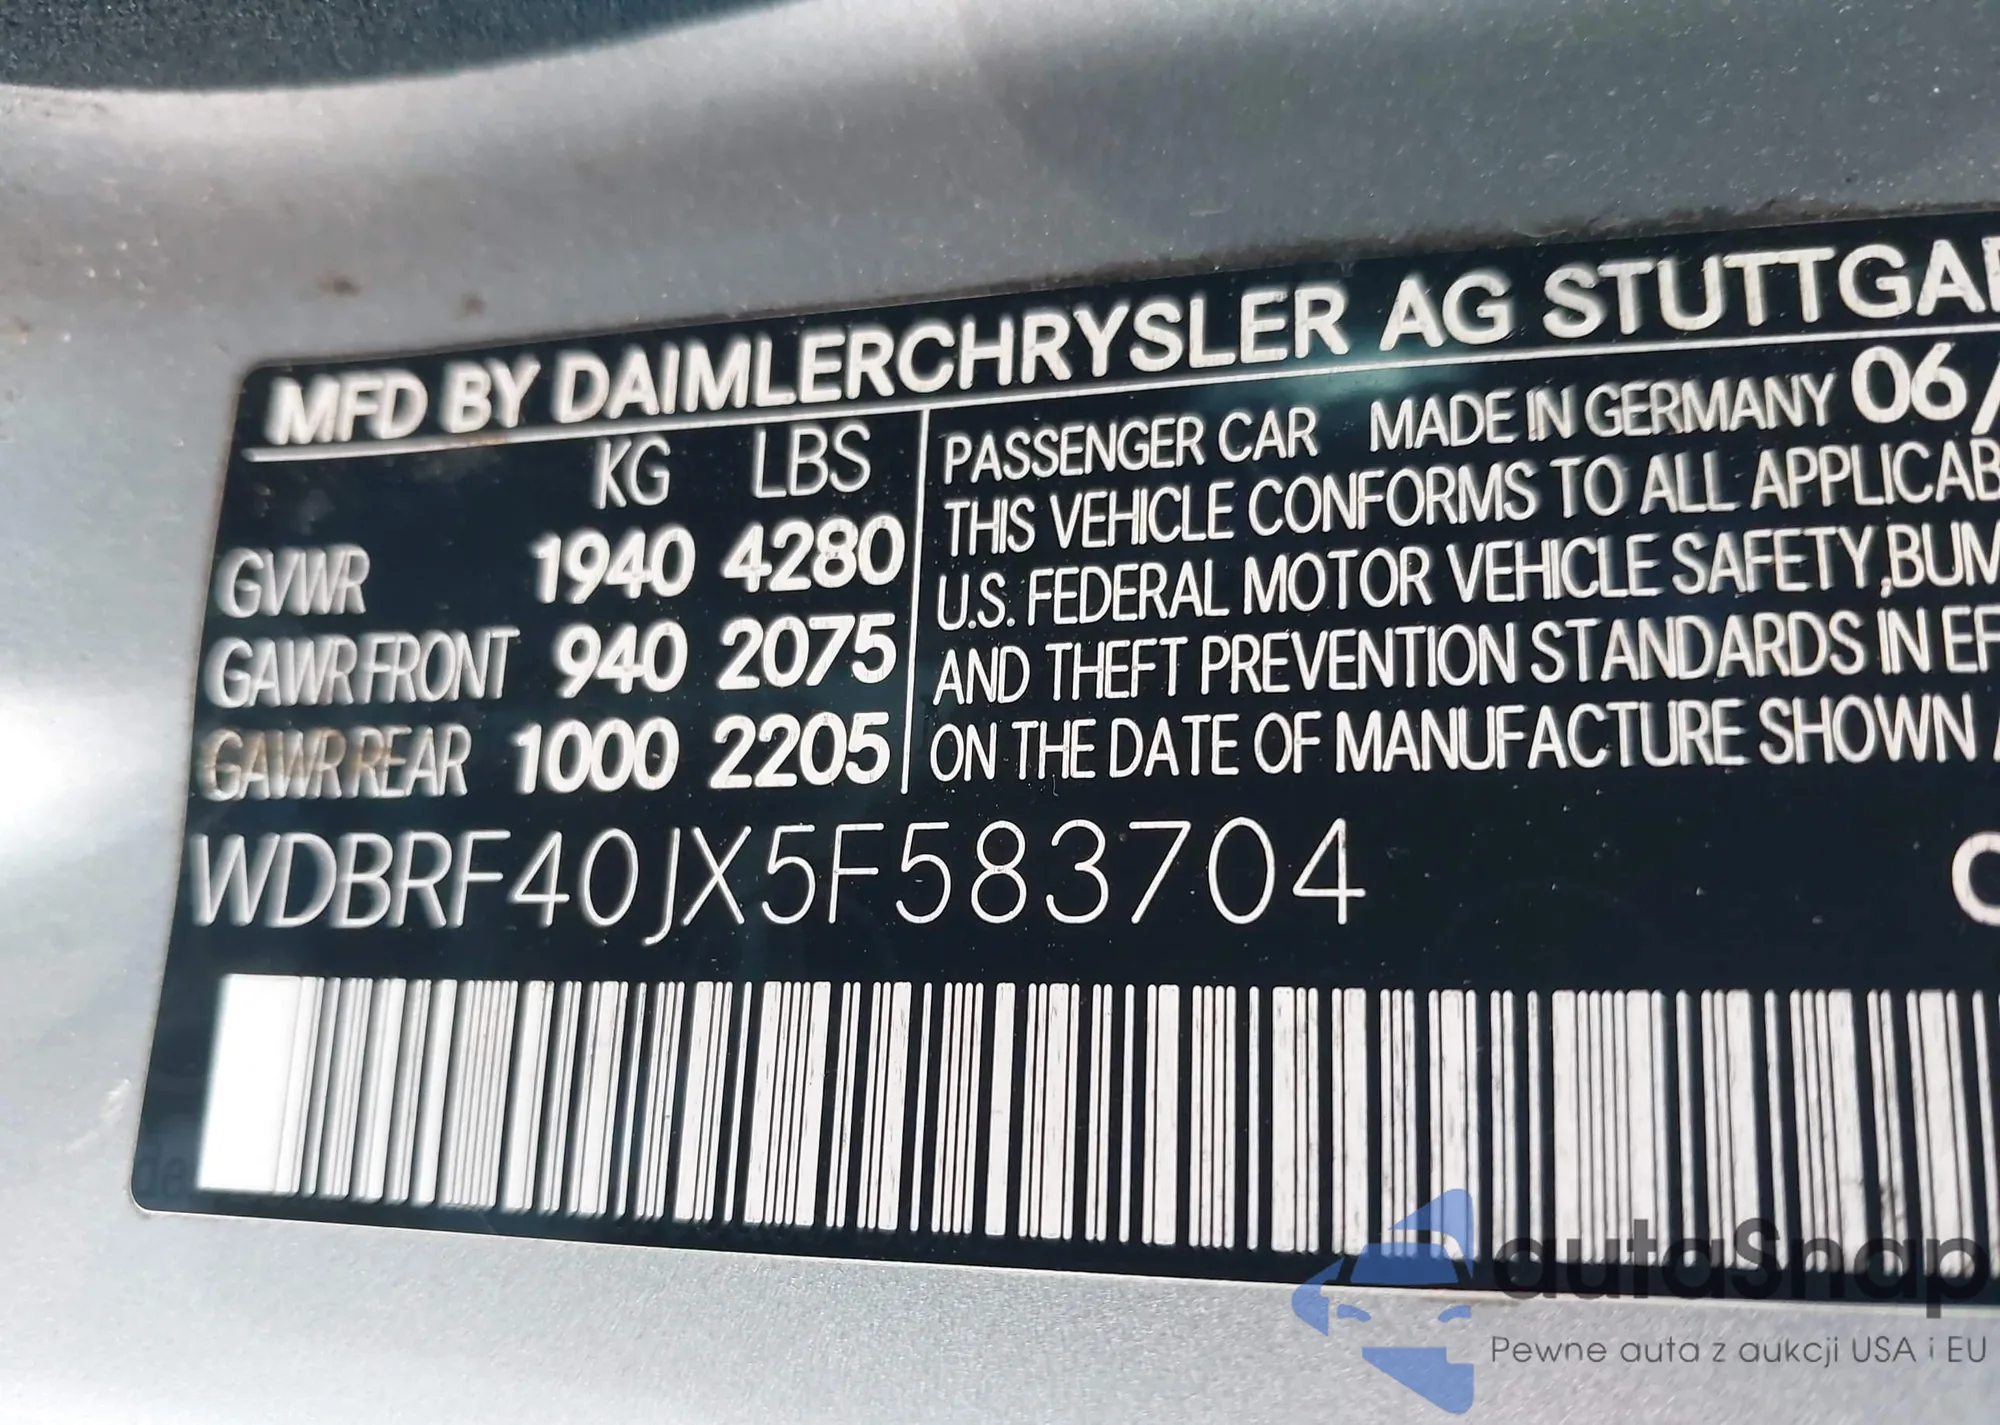 MFD BY DAIMLERCHRYSLER AG STUTTGAR
KG LBS
GVWR 1940 4280
GAWR FRONT 940 2075
GAWR REAR 1000 2205
PASSENGER CAR MADE IN GERMANY 06/
THIS VEHICLE CONFORMS TO ALL APPLICAB
U.S. FEDERAL MOTOR VEHICLE SAFETY,BUM
AND THEFT PREVENTION STANDARDS IN EF
ON THE DATE OF MANUFACTURE SHOWN
WDBRF40JX5F583704
autaSnap
Pewne auta z aukcji USA i EU